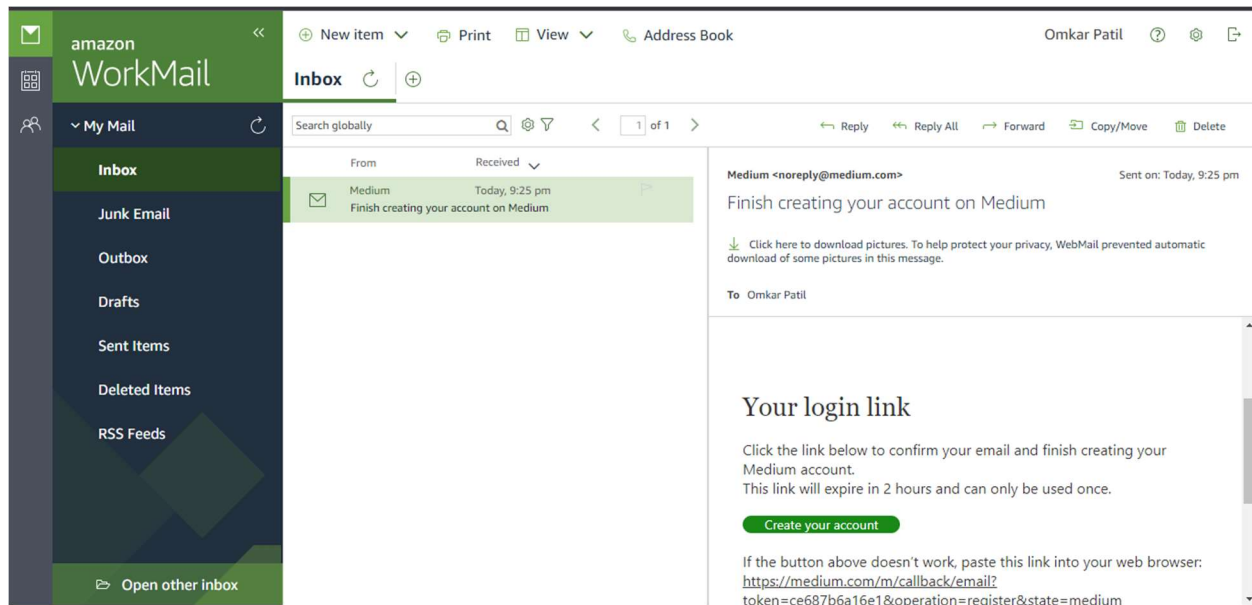 amazon
WorkMail
New item
Print
View
Address Book
Omkar Patil
Inbox
My Mail
Inbox
Junk Email
Outbox
Drafts
Sent Items
Deleted Items
RSS Feeds
Open other inbox
Search globally
1 of 1
From Received
Medium Today, 9:25 pm
Finish creating your account on Medium
Reply
Reply All
Forward
Copy/Move
Delete
Medium <noreply@medium.com> Sent on: Today, 9:25 pm
Finish creating your account on Medium
Click here to download pictures. To help protect your privacy, WebMail prevented automatic
download of some pictures in this message.
To Omkar Patil
Your login link
Click the link below to confirm your email and finish creating your
Medium account.
This link will expire in 2 hours and can only be used once.
Create your account
If the button above doesn't work, paste this link into your web browser:
https://medium.com/m/callback/email?
token=ce687b6a16e1&operation=register&state=medium